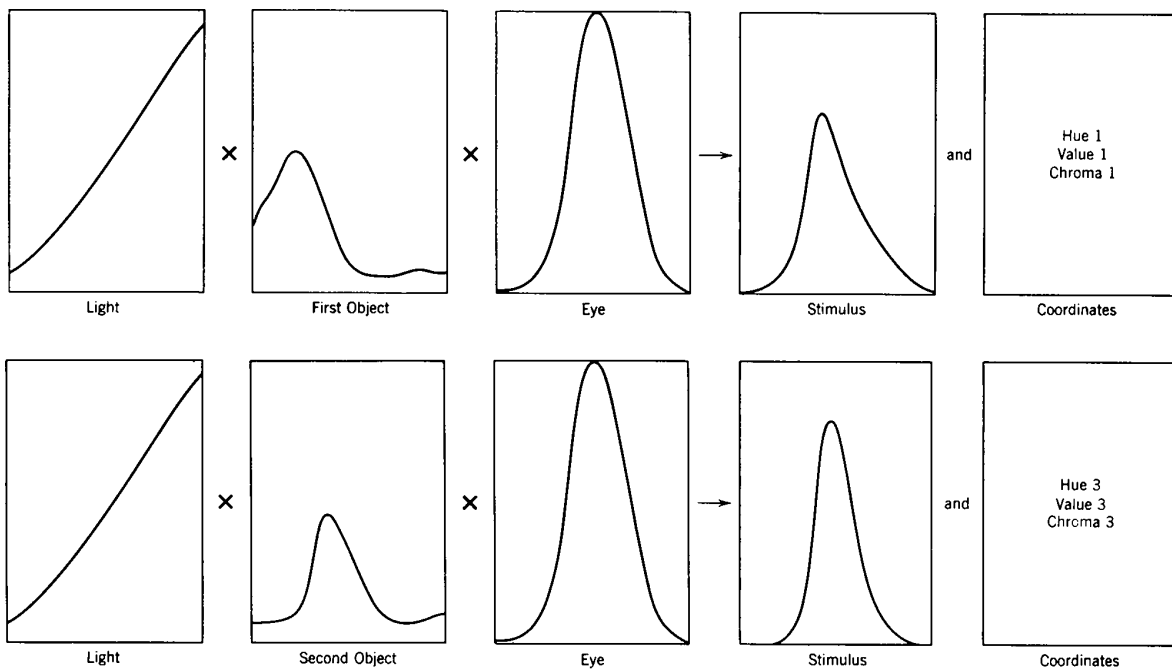 × × → and
Hue 1
Value 1
Chroma 1
Light First Object Eye Stimulus Coordinates
× × → and
Hue 3
Value 3
Chroma 3
Light Second Object Eye Stimulus Coordinates